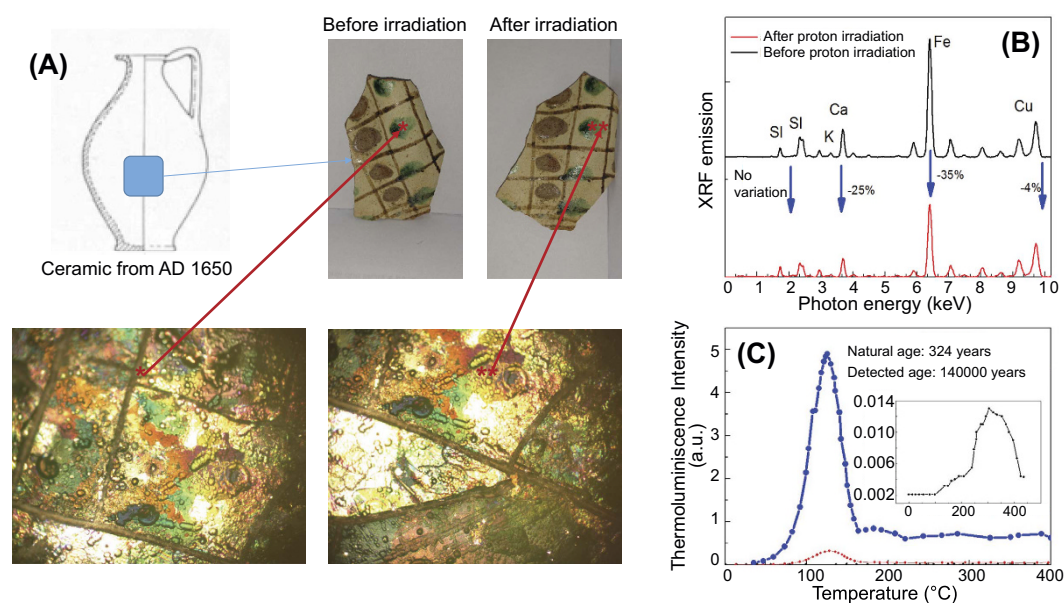 (A)
Before irradiation
After irradiation
*
**
Ceramic from AD 1650
*
**
(B)
After proton irradiation
Before proton irradiation
XRF emission
SI
SI
K
Ca
Fe
Cu
No
variation
-25%
-35%
-4%
0 1 2 3 4 5 6 7 8 9 10
Photon energy (keV)
(C)
Natural age: 324 years
Detected age: 140000 years
Thermoluminiscence Intensity
(a.u.)
5
4
3
2
1
0
0.014
0.010
0.006
0.002
0 200 400
0 100 200 300 400
Temperature (°C)